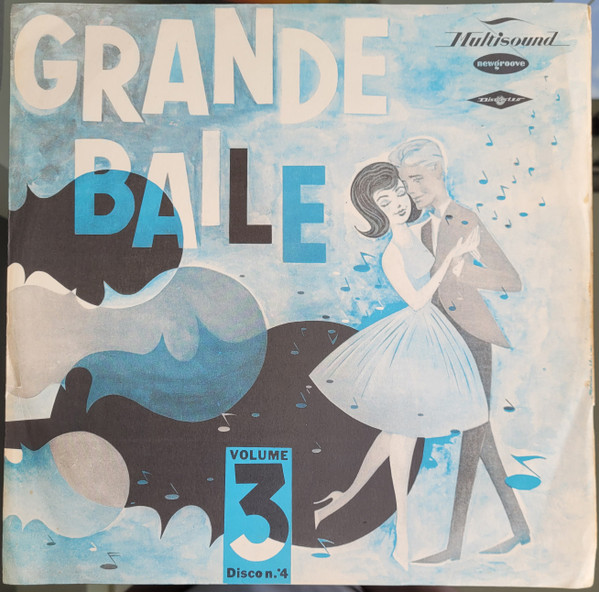 GRANDE
BAILE
Multisound
newgroove
VOLUME
3
Disco n.º4